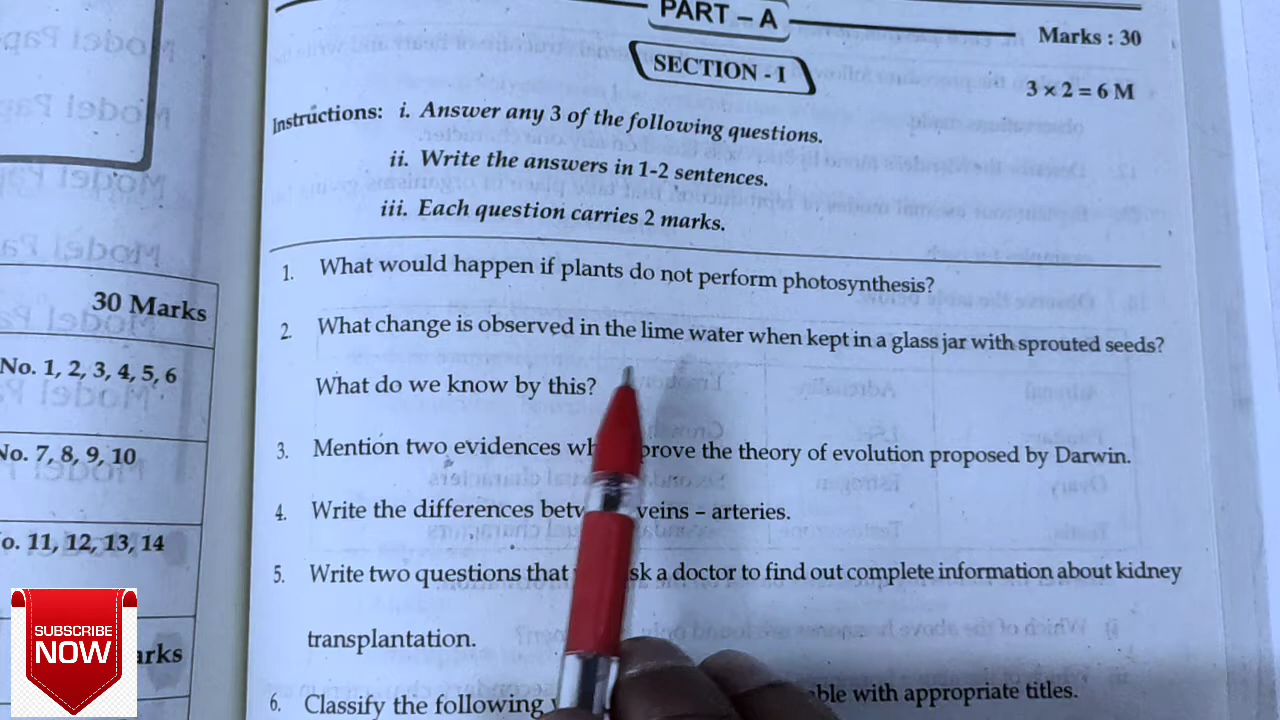 PART – A
Marks : 30
SECTION - I
3 × 2 = 6 M
Instructions: i. Answer any 3 of the following questions.
ii. Write the answers in 1-2 sentences.
iii. Each question carries 2 marks.
1. What would happen if plants do not perform photosynthesis?
2. What change is observed in the lime water when kept in a glass jar with sprouted seeds?
What do we know by this?
3. Mention two evidences prove the theory of evolution proposed by Darwin.
4. Write the differences veins – arteries.
5. Write two questions that a doctor to find out complete information about kidney
transplantation.
6. Classify the following with appropriate titles.
30 Marks
No. 1, 2, 3, 4, 5, 6
No. 7, 8, 9, 10
o. 11, 12, 13, 14
arks
SUBSCRIBE
NOW